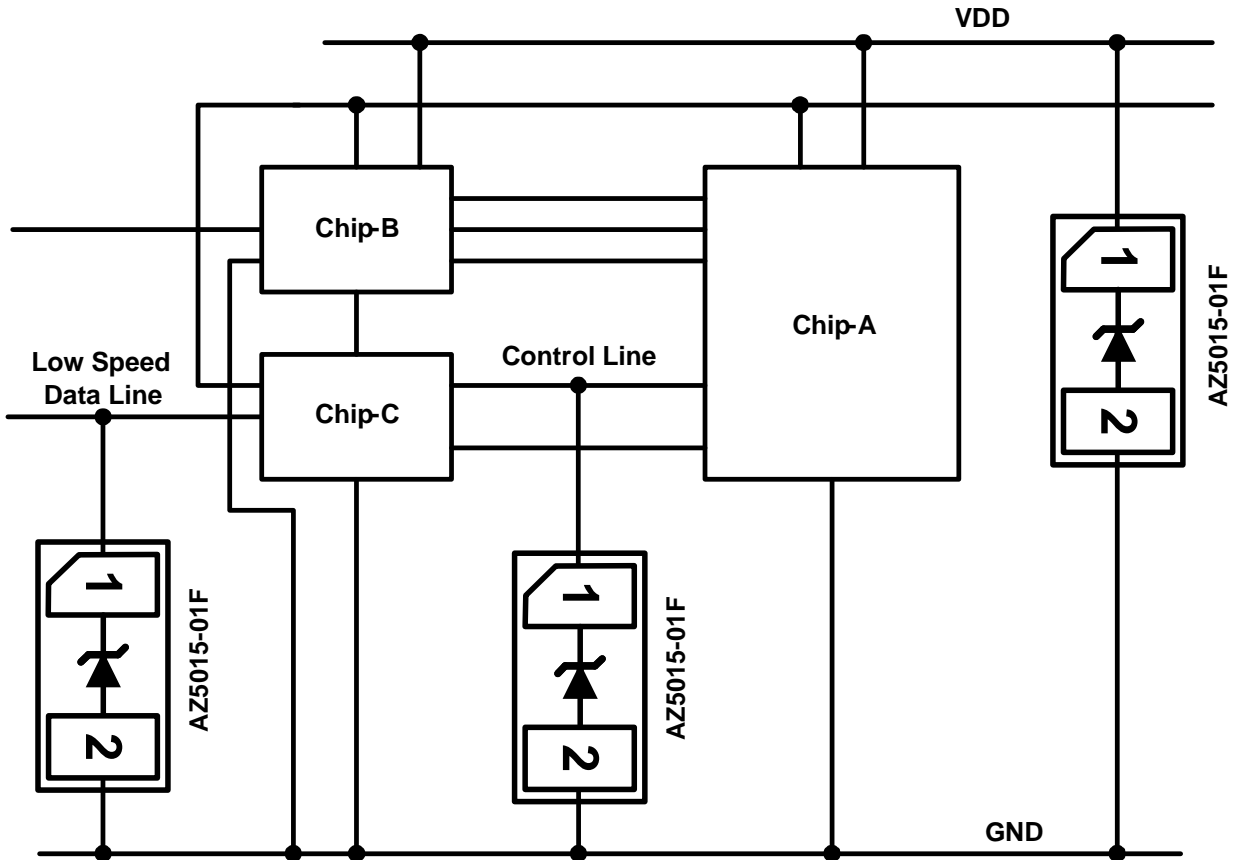 VDD
Chip-B
Chip-A
1
AZ5015-01F
2
Control Line
Low Speed
Data Line
Chip-C
1
AZ5015-01F
2
1
AZ5015-01F
2
GND